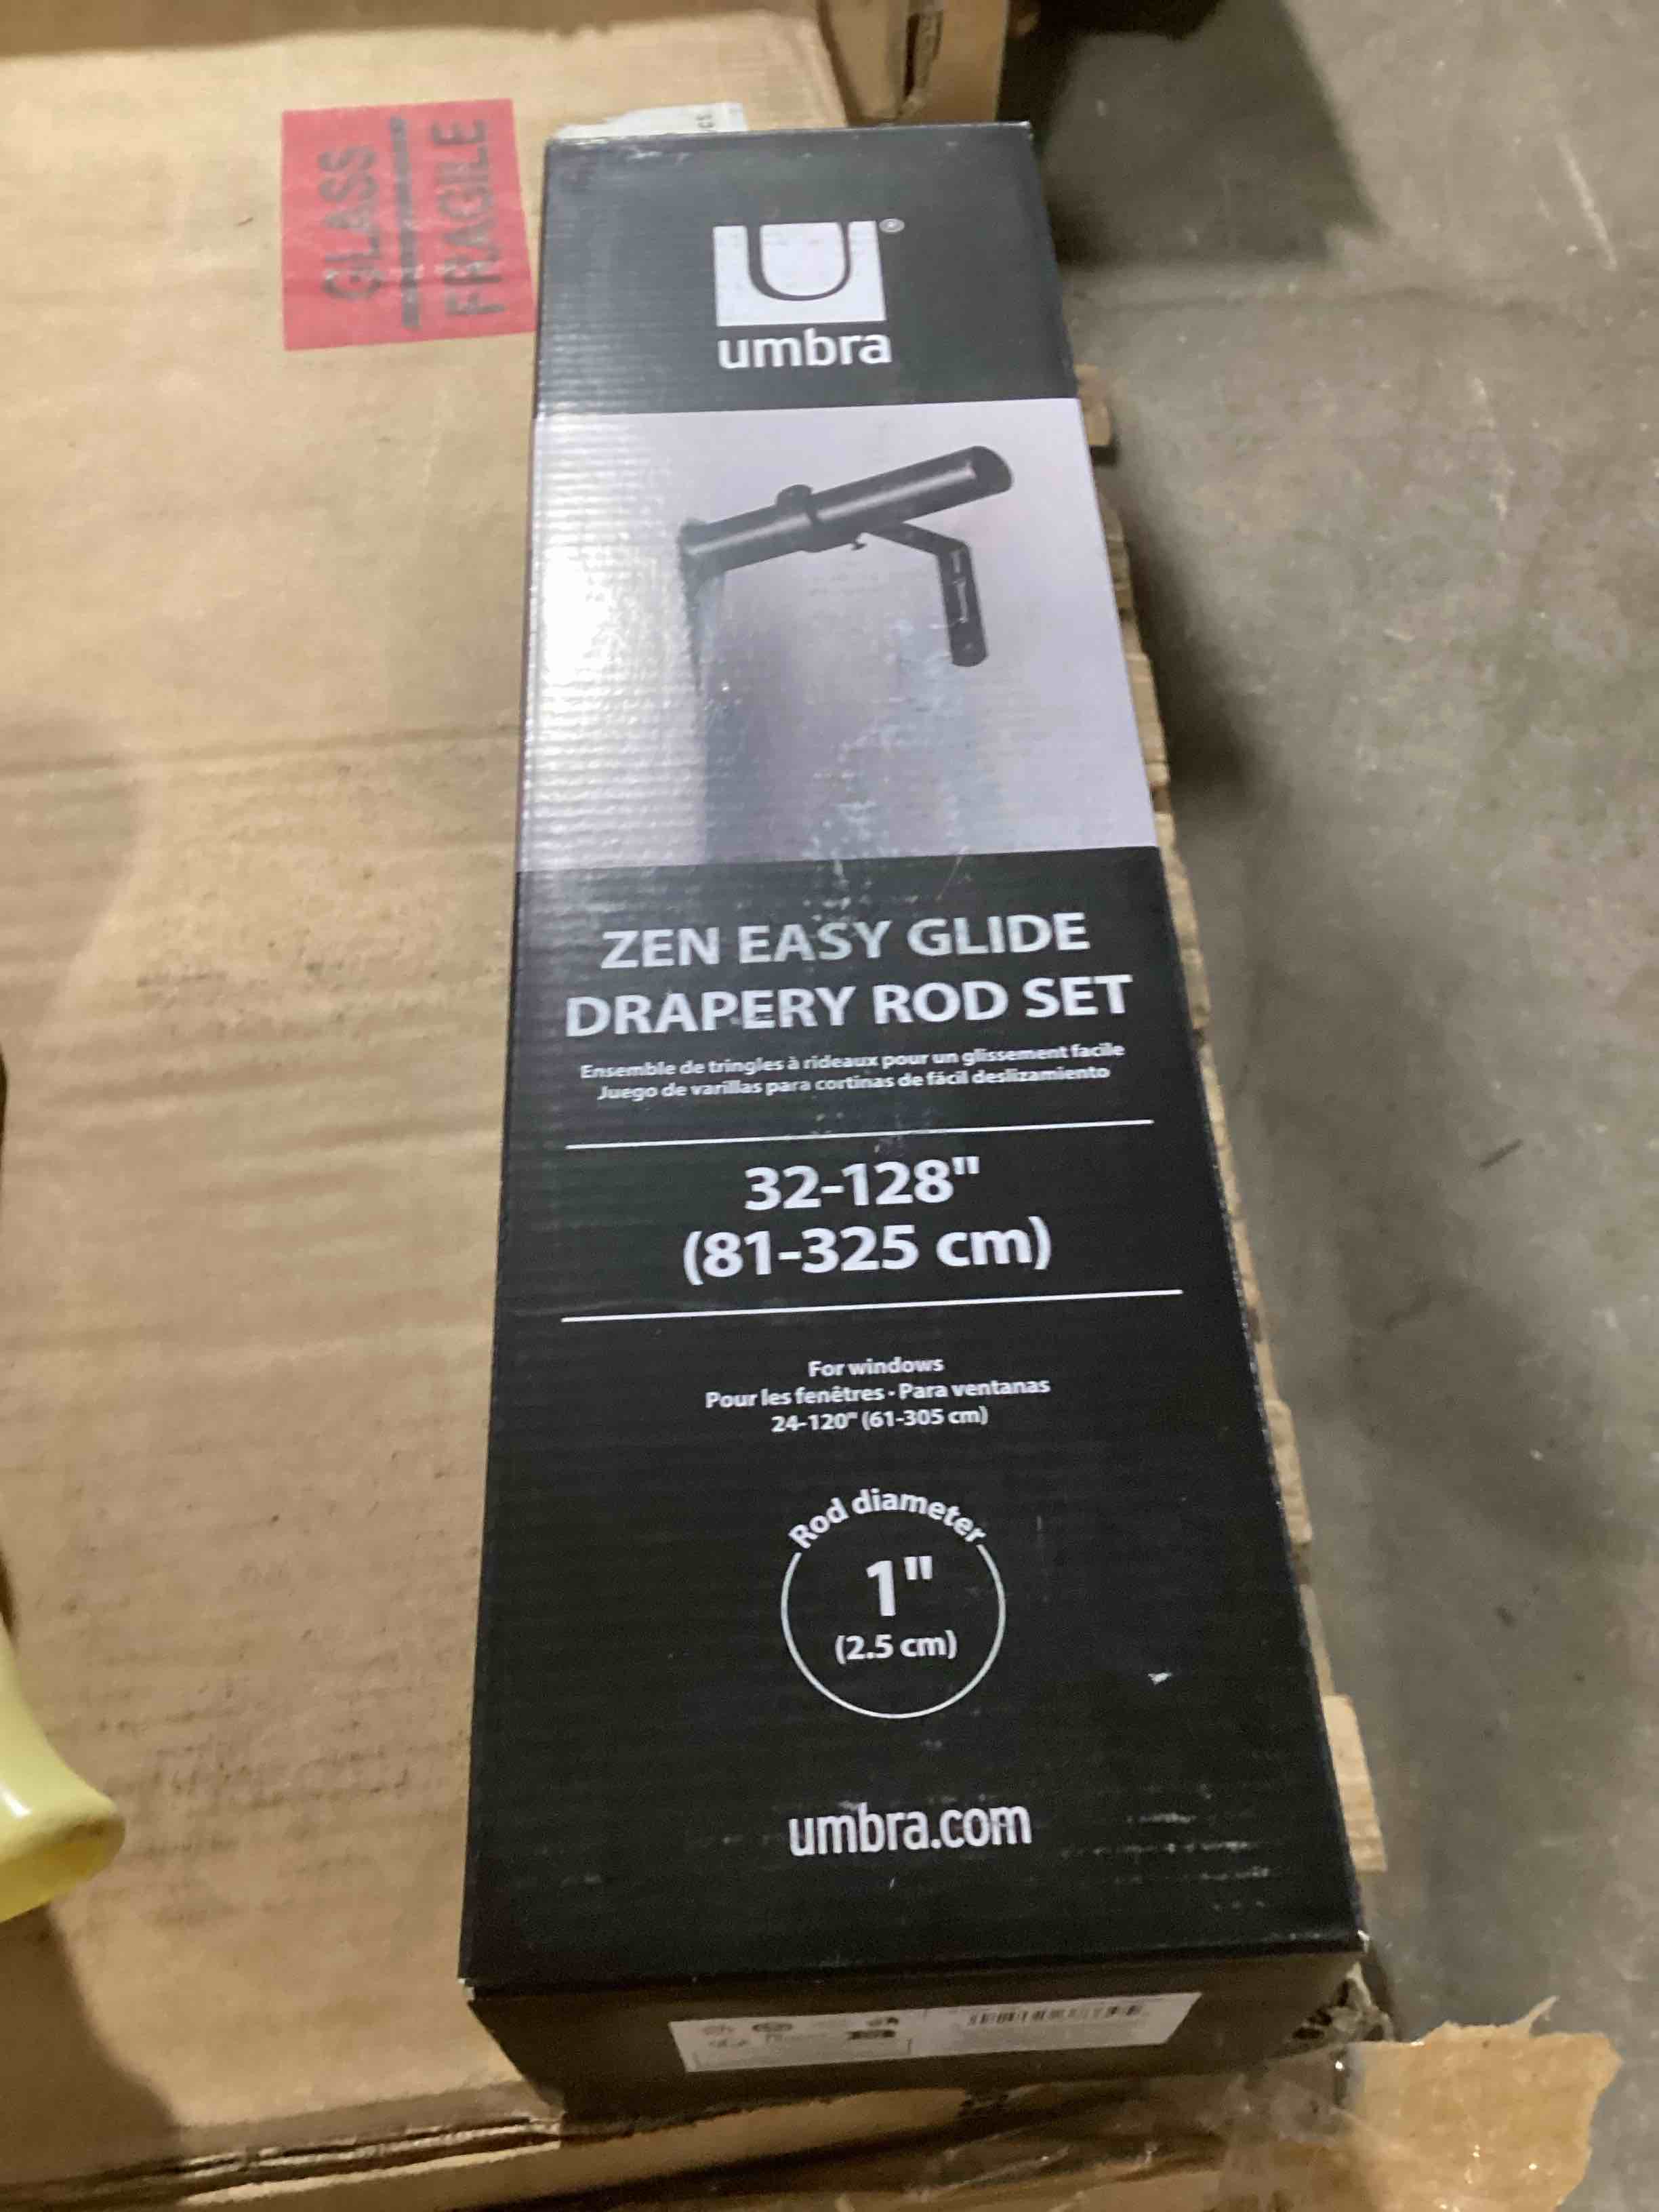 GLASS
FRAGILE
U®
umbra
ZEN EASY GLIDE
DRAPERY ROD SET
Ensemble de tringles à rideaux pour un glissement facile
Juego de varillas para cortinas de fácil deslizamiento
32-128"
(81-325 cm)
For windows
Pour les fenêtres • Para ventanas
24-120" (61-305 cm)
Rod diameter
1"
(2.5 cm)
umbra.com